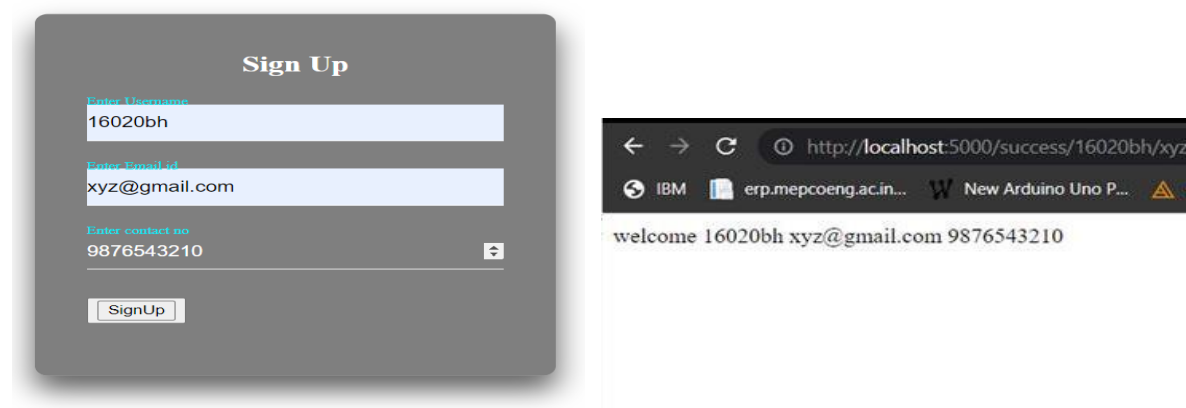 Sign Up
Enter Username
16020bh
Enter Email id
xyz@gmail.com
Enter contact no
9876543210
SignUp
http://localhost:5000/success/16020bh/xyz
IBM erp.mepcoeng.ac.in... New Arduino Uno P...
welcome 16020bh xyz@gmail.com 9876543210